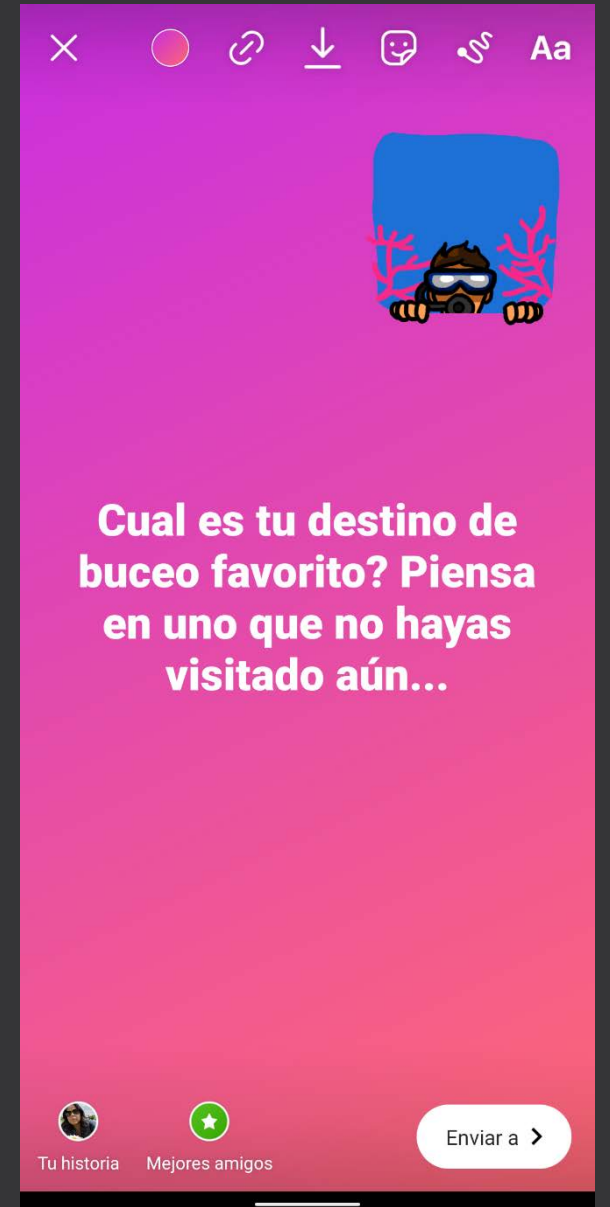 Aa
Cual es tu destino de
buceo favorito? Piensa
en uno que no hayas
visitado aún...
Enviar a
Tu historia
Mejores amigos